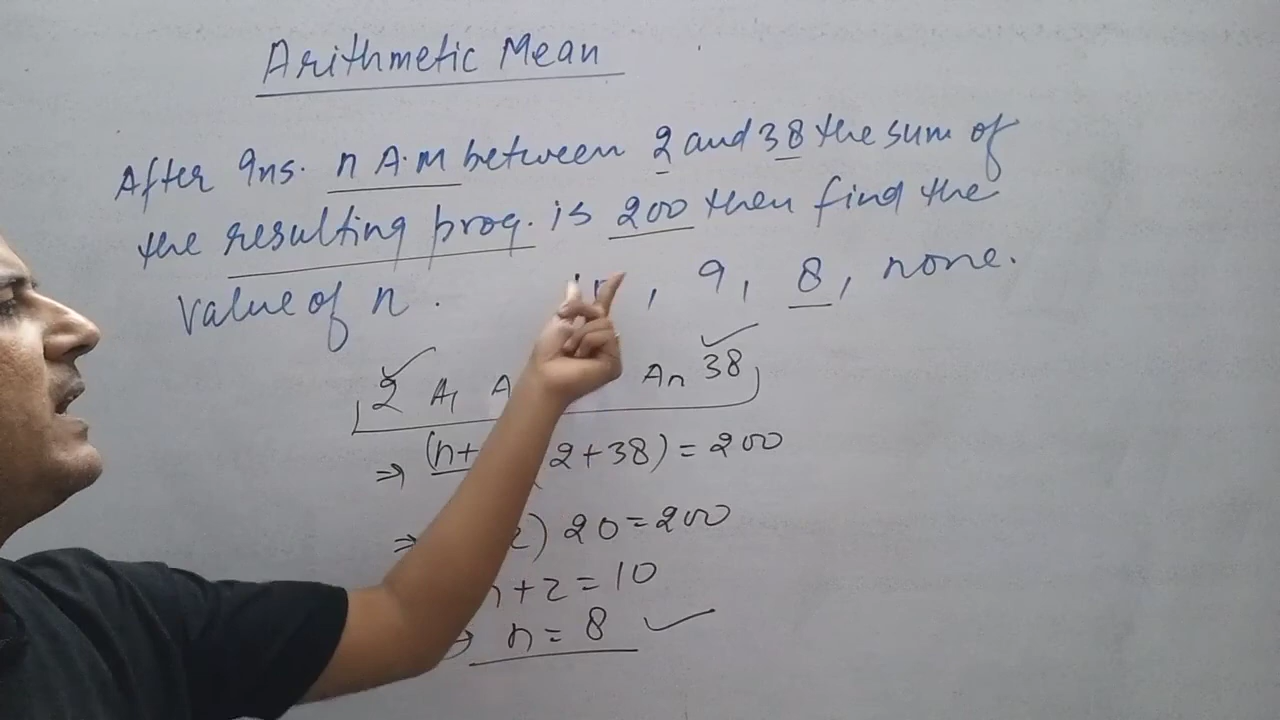 Arithmetic Mean
After Ins. n A.M between 2 and 38 the sum of
the resulting prog. is 200 then find the
value of n. , 9, 8, none.
2 A1 A An 38
⇒ (n+ (2+38) = 200
⇒ 2) 20 = 200
n+2 = 10
⇒ n = 8 ✓